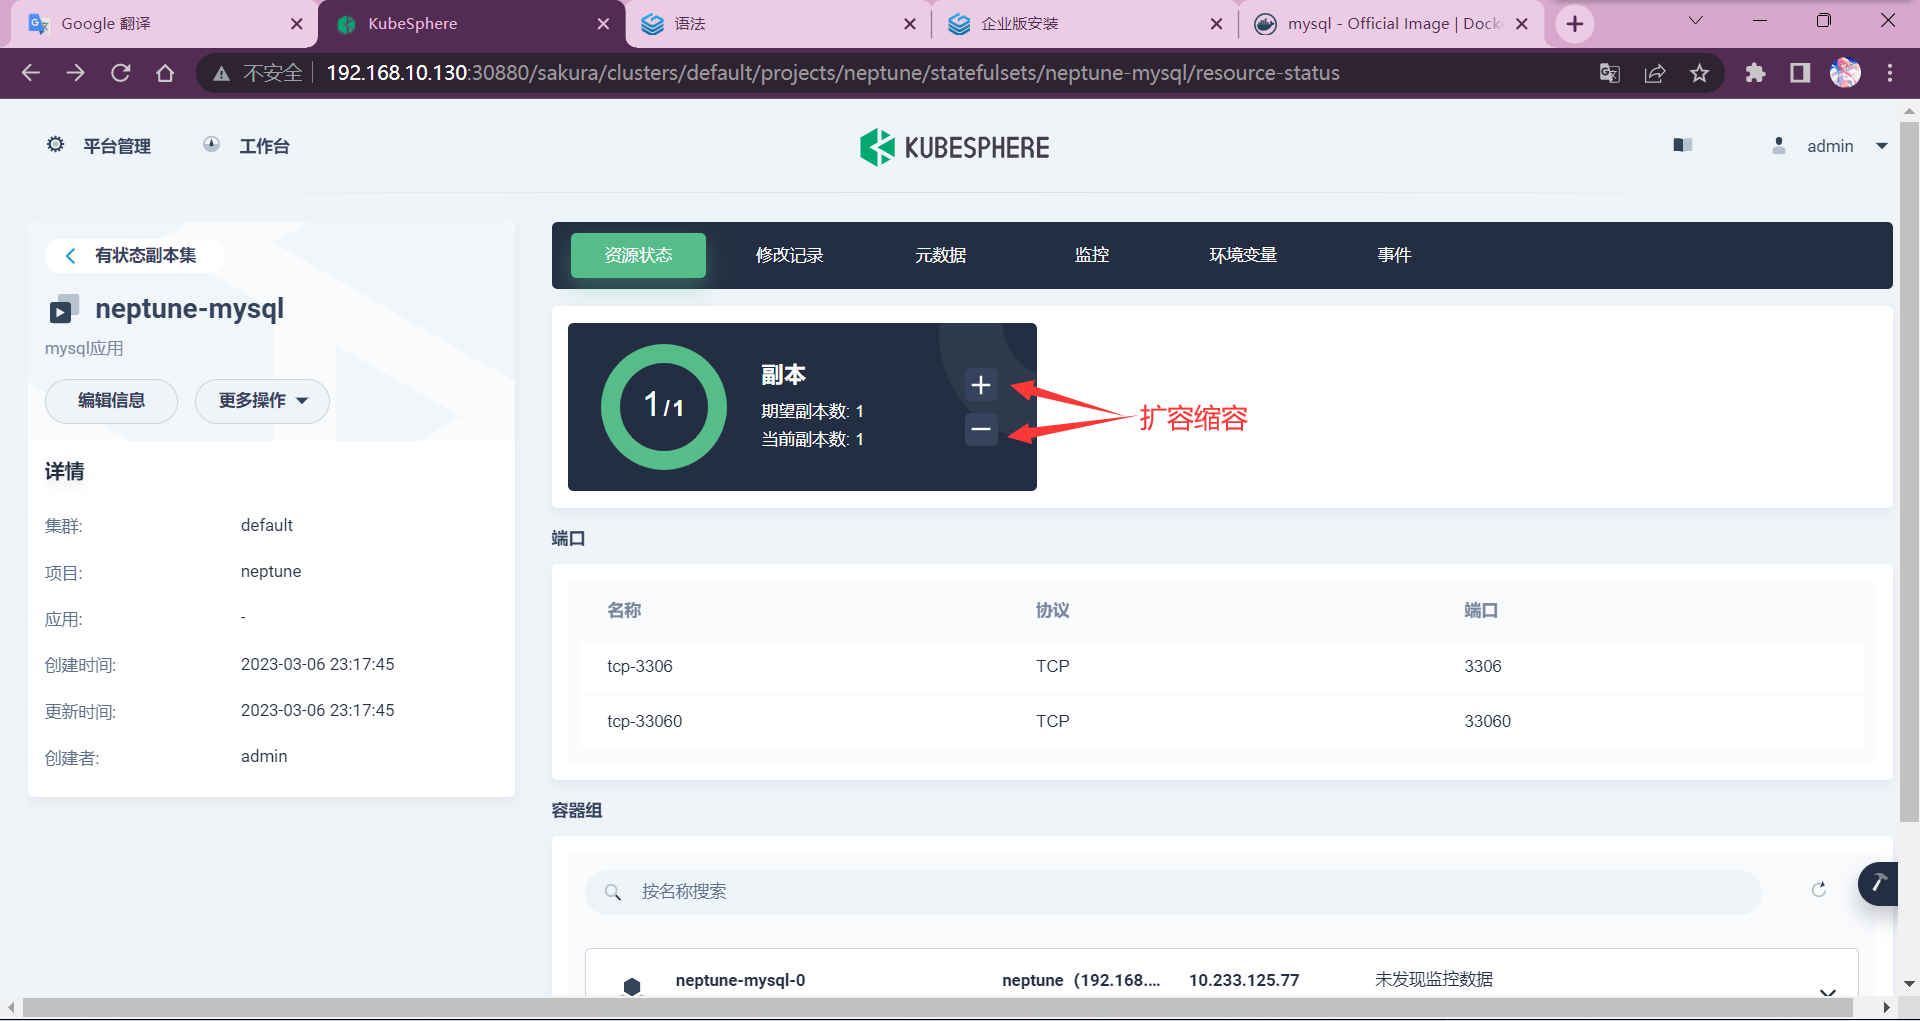 Google 翻译
KubeSphere
语法
企业版安装
mysql - Official Image | Dock
不安全
192.168.10.130:30880/sakura/clusters/default/projects/neptune/statefulsets/neptune-mysql/resource-status
平台管理
工作台
KUBESPHERE
admin
有状态副本集
neptune-mysql
mysql应用
编辑信息
更多操作
详情
集群: default
项目: neptune
应用: -
创建时间: 2023-03-06 23:17:45
更新时间: 2023-03-06 23:17:45
创建者: admin
资源状态 修改记录 元数据 监控 环境变量 事件
1/1
副本
期望副本数: 1
当前副本数: 1
扩容缩容
端口
名称 协议 端口
tcp-3306 TCP 3306
tcp-33060 TCP 33060
容器组
按名称搜索
neptune-mysql-0 neptune (192.168.... 10.233.125.77 未发现监控数据